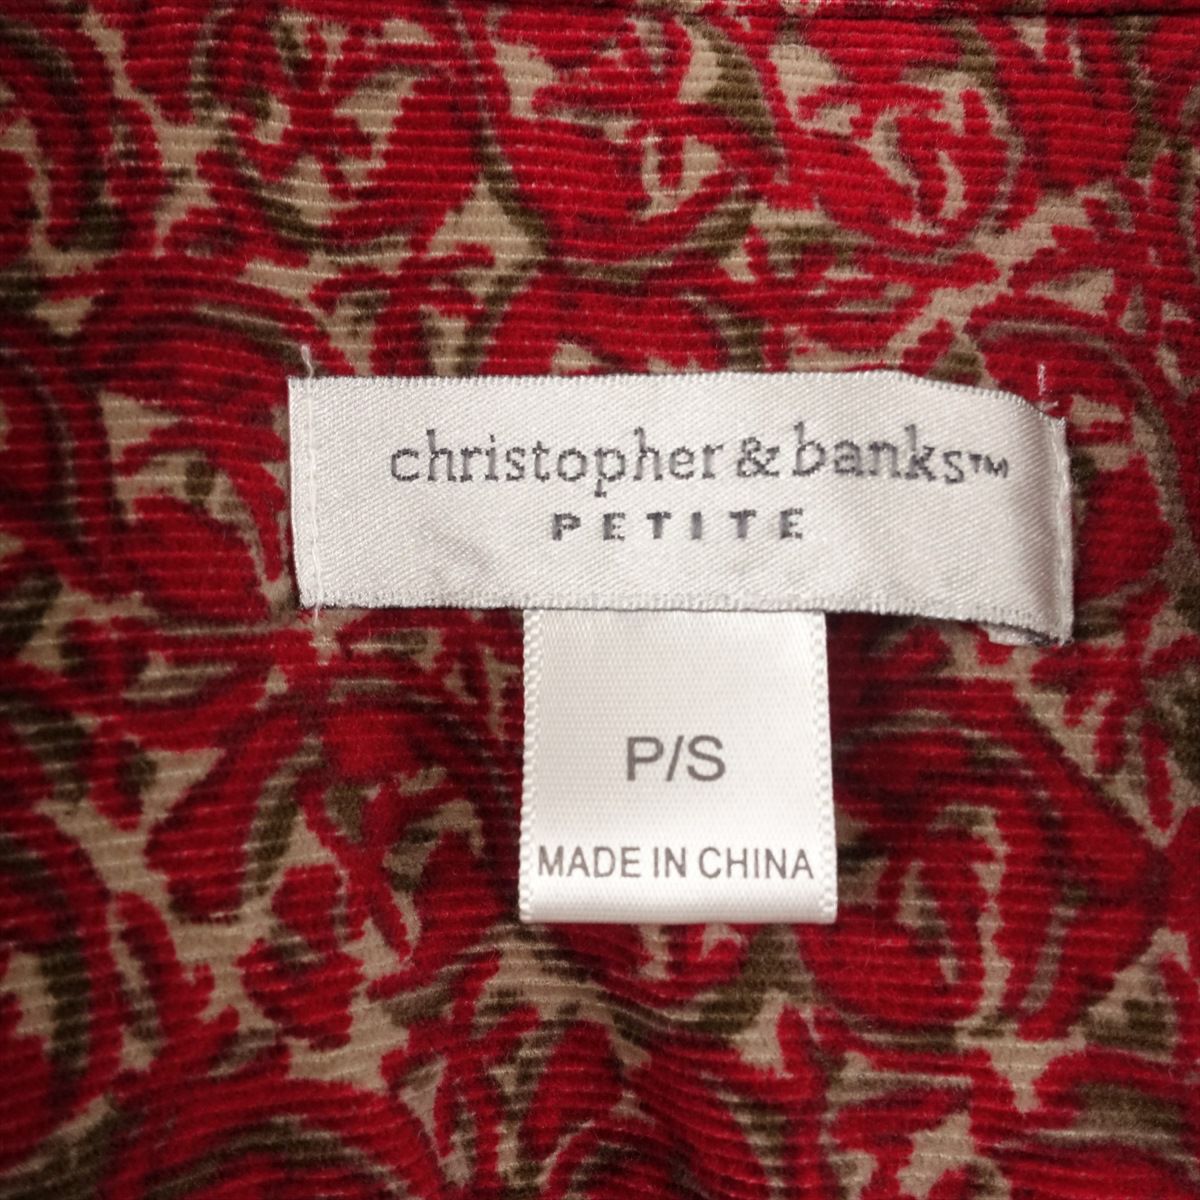 christopher & banks™
PETITE
P/S
MADE IN CHINA